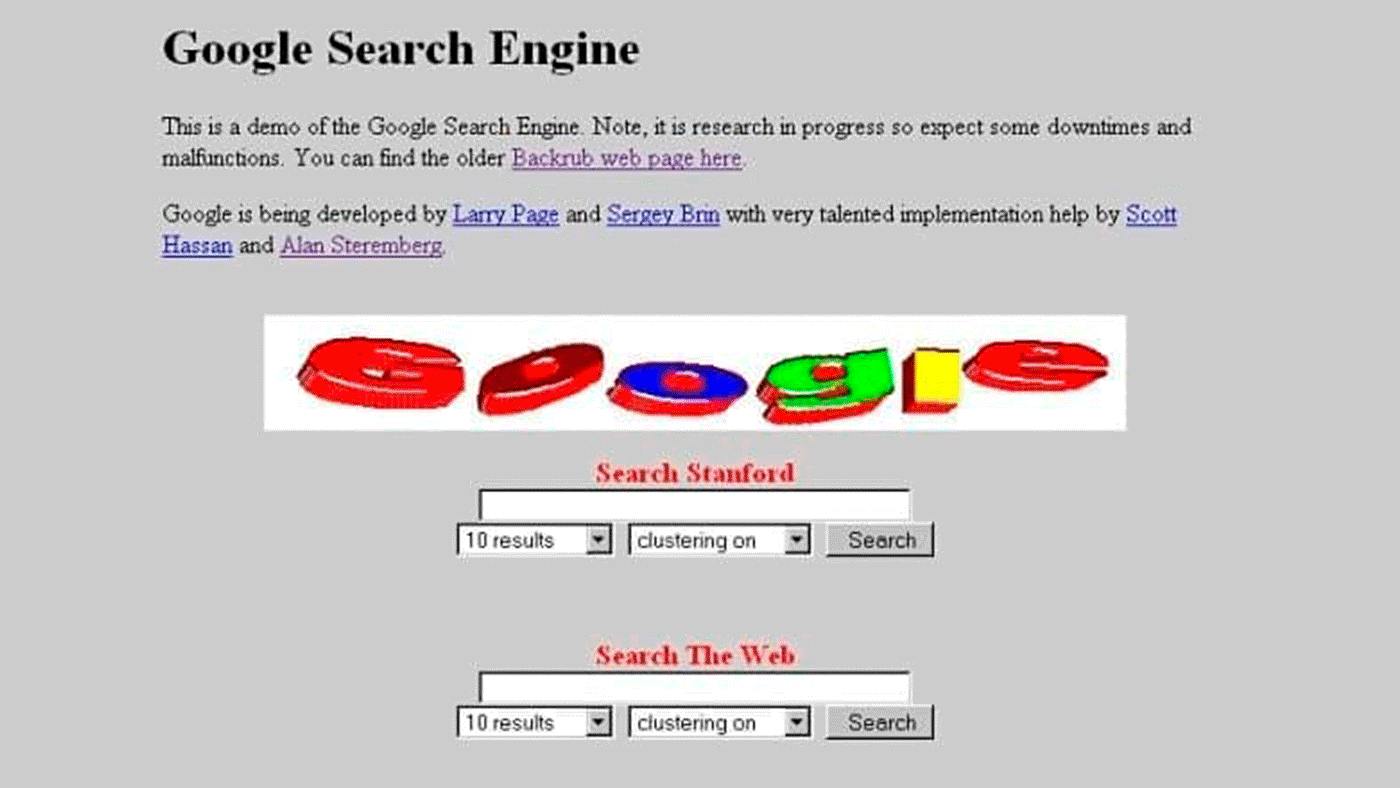 Google Search Engine
This is a demo of the Google Search Engine. Note, it is research in progress so expect some downtimes and
malfunctions. You can find the older Backrub web page here.
Google is being developed by Larry Page and Sergey Brin with very talented implementation help by Scott
Hassan and Alan Steremberg.
Google
Search Stanford
10 results clustering on Search
Search The Web
10 results clustering on Search